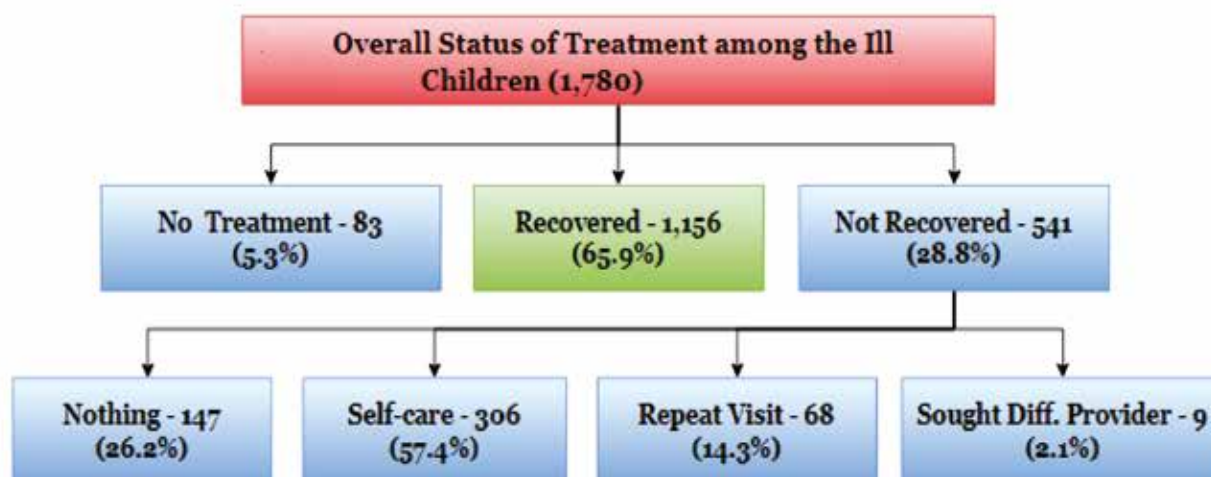 Overall Status of Treatment among the Ill
Children (1,780)
No Treatment - 83
(5.3%)
Recovered - 1,156
(65.9%)
Not Recovered - 541
(28.8%)
Nothing - 147
(26.2%)
Self-care - 306
(57.4%)
Repeat Visit - 68
(14.3%)
Sought Diff. Provider - 9
(2.1%)